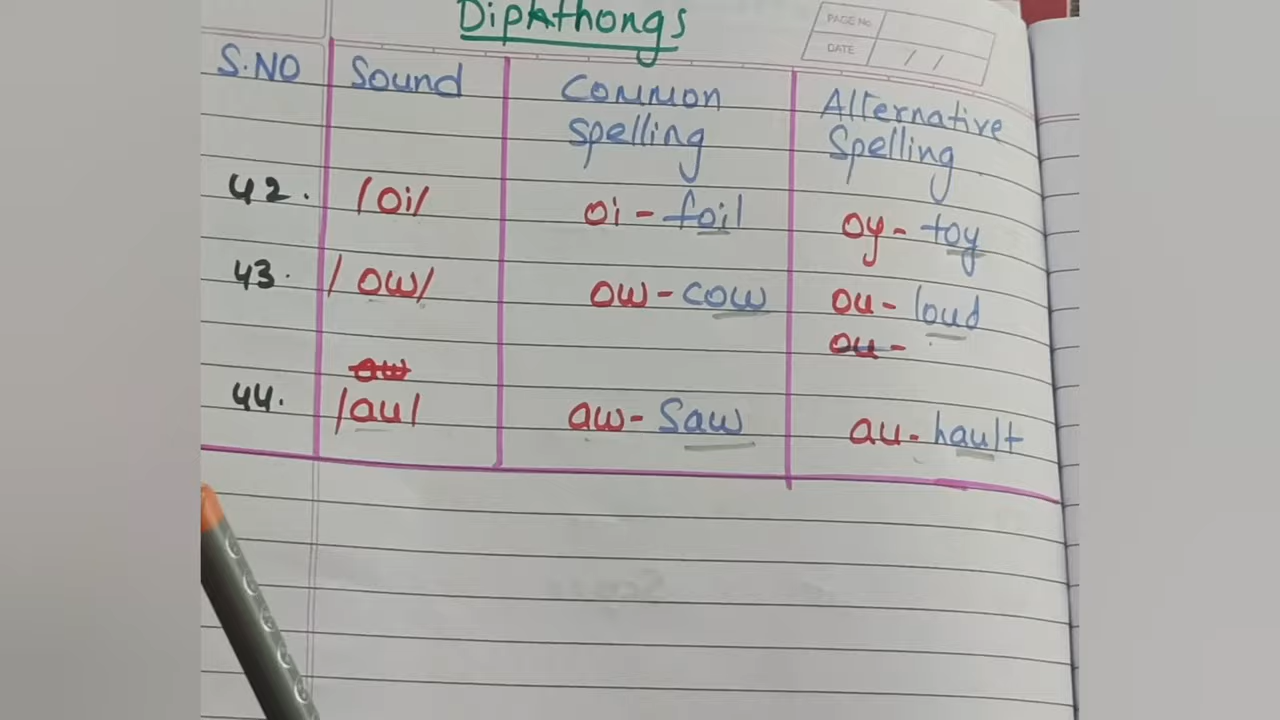 Diphthongs
PAGE No
DATE / /
S.NO Sound Common Spelling Alternative Spelling
42. /oi/ oi - foil oy - toy
43. /ow/ ow - cow ou - loud
ou -
aw
44. /au/ aw - Saw au - hault